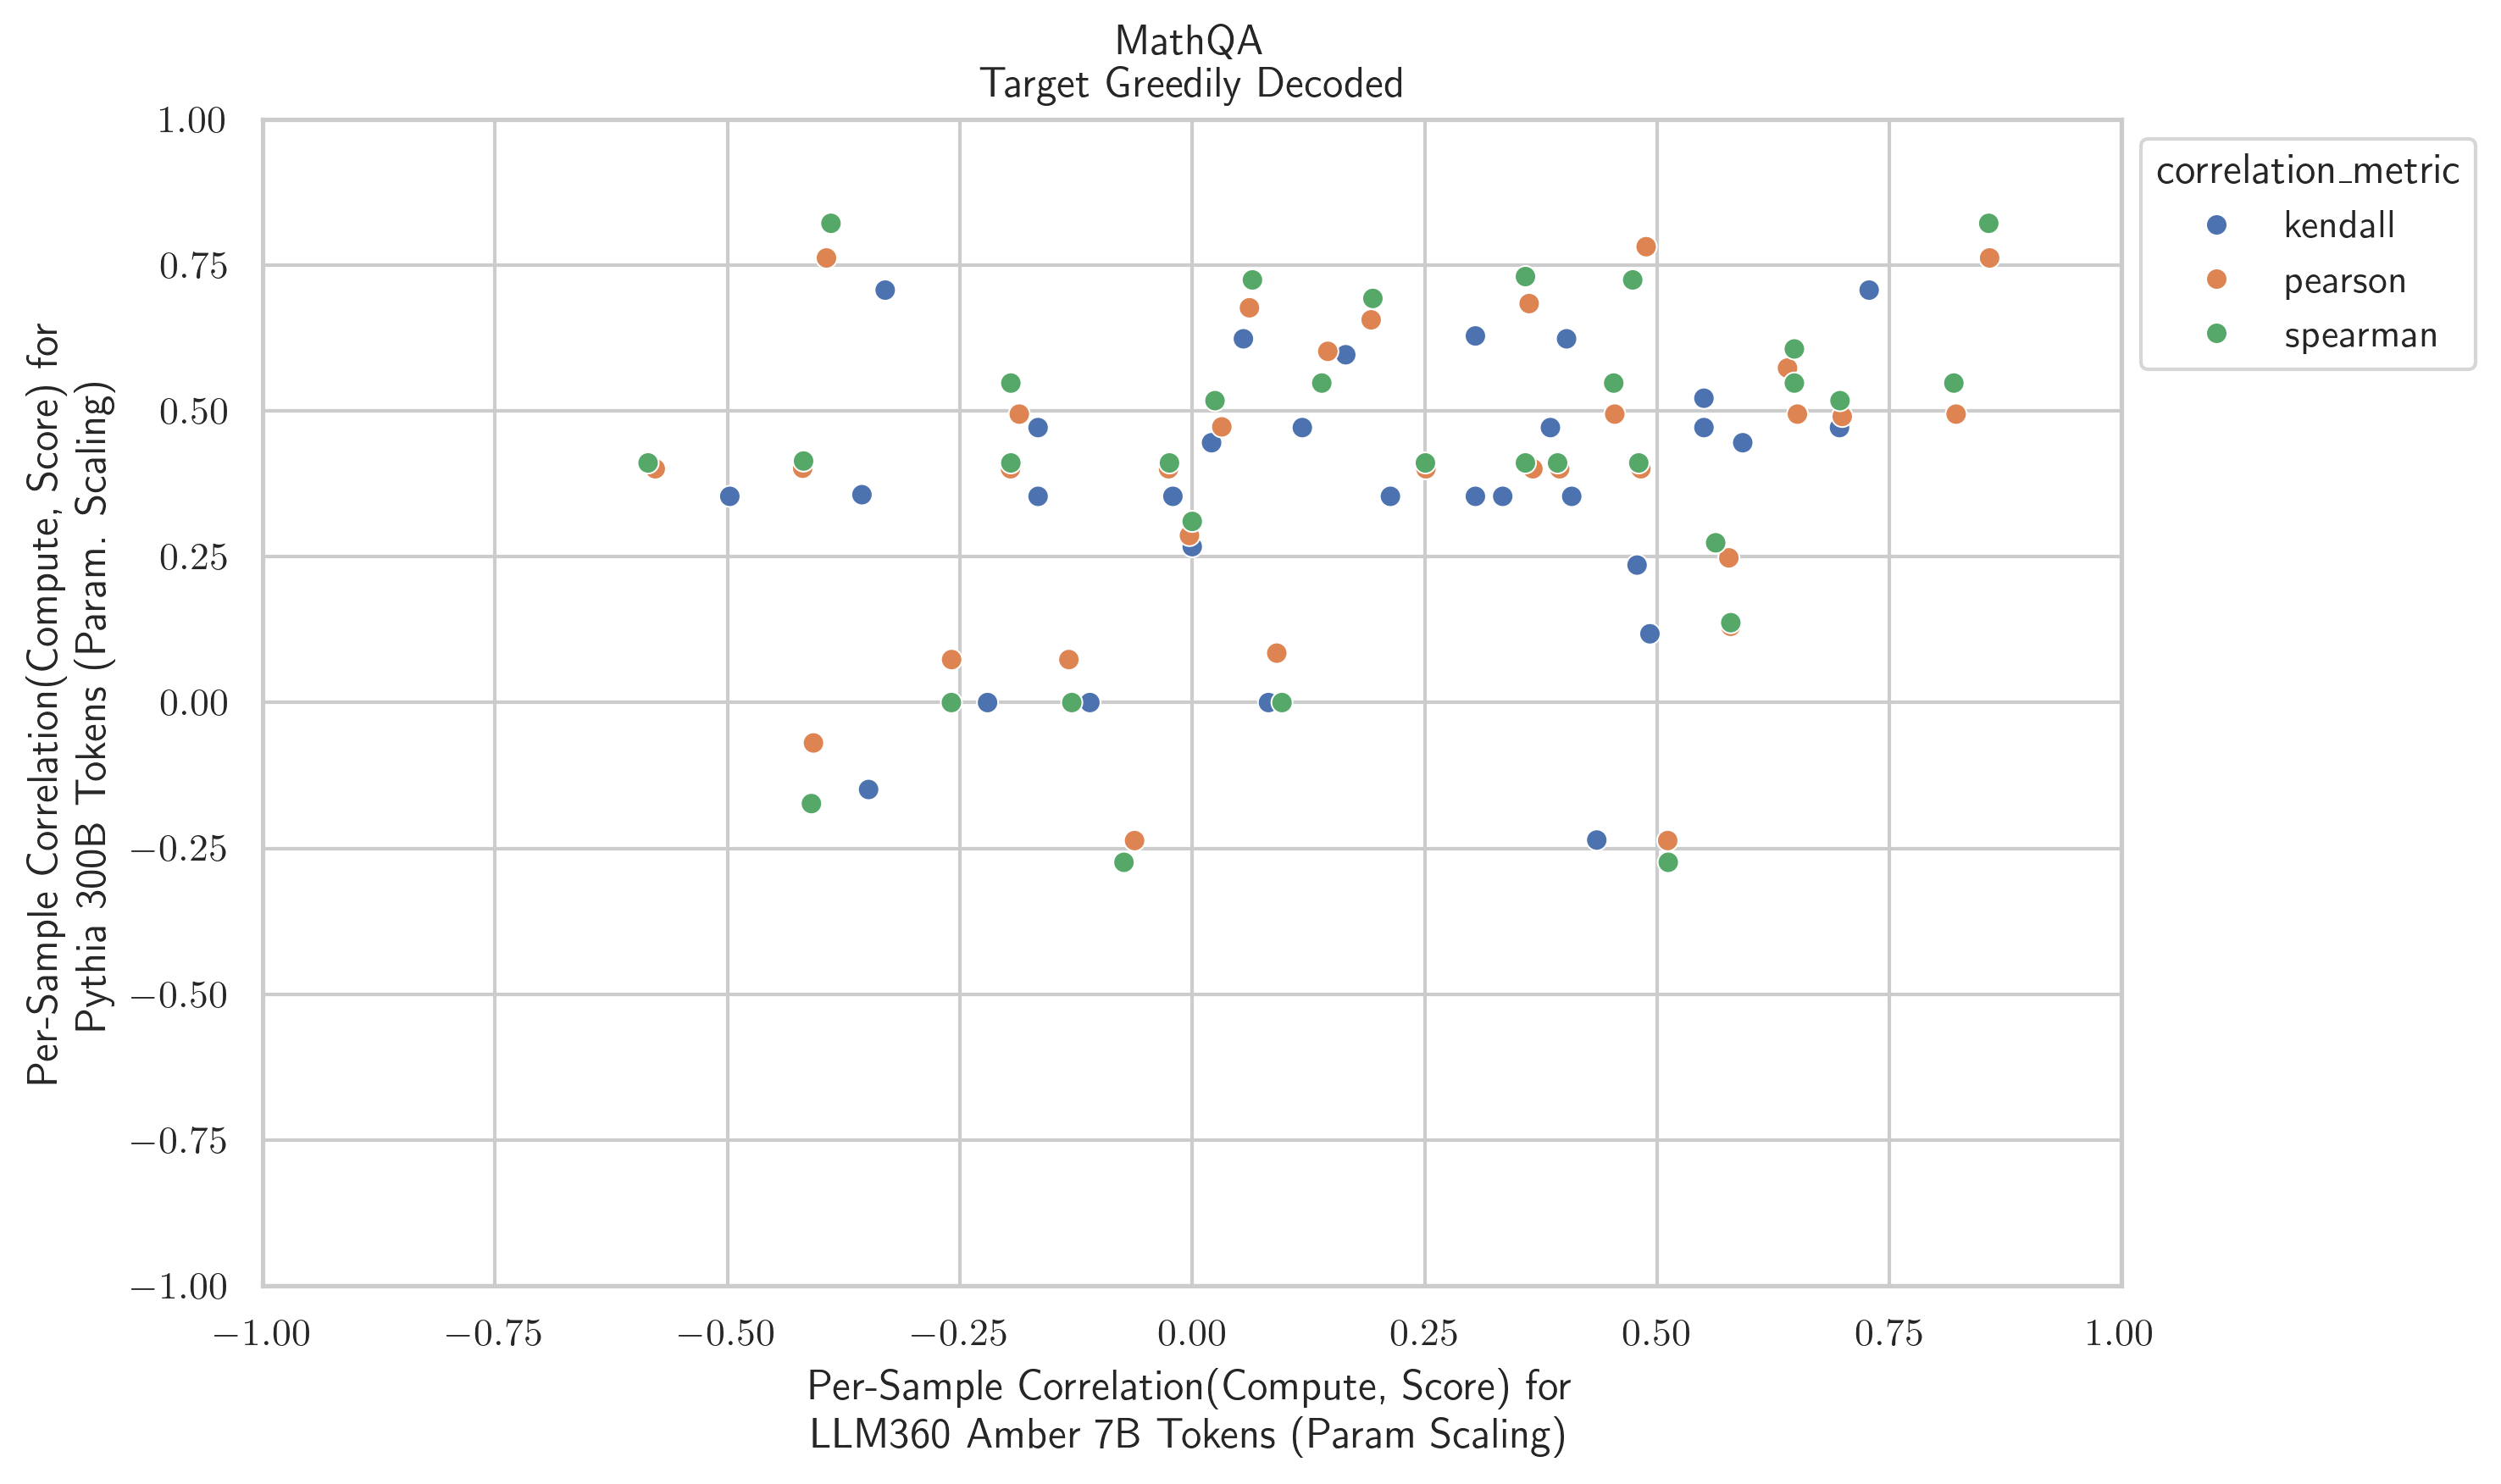 MathQA
Target Greedily Decoded
1.00
0.75
0.50
0.25
0.00
−0.25
−0.50
−0.75
−1.00
Per-Sample Correlation(Compute, Score) for
Pythia 300B Tokens (Param. Scaling)
−1.00
−0.75
−0.50
−0.25
0.00
0.25
0.50
0.75
1.00
Per-Sample Correlation(Compute, Score) for
LLM360 Amber 7B Tokens (Param Scaling)
correlation_metric
kendall
pearson
spearman